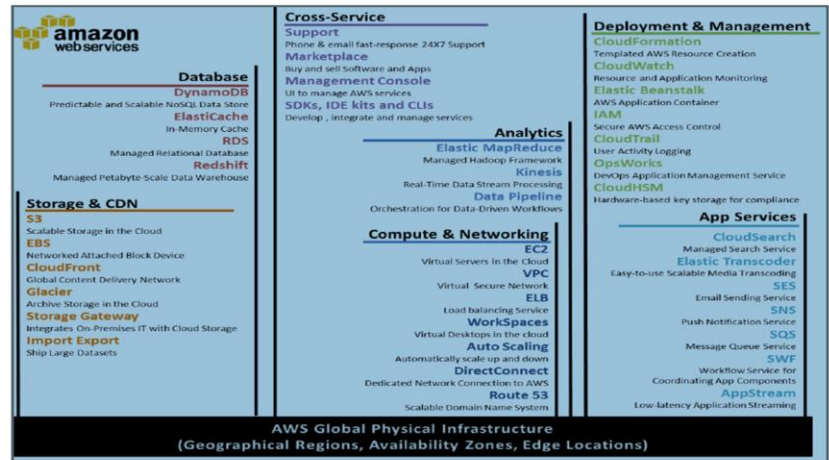 amazon
webservices
Database
DynamoDB
Predictable and Scalable NoSQL Data Store
ElastiCache
In-Memory Cache
RDS
Managed Relational Database
Redshift
Managed Petabyte-Scale Data Warehouse
Storage & CDN
S3
Scalable Storage in the Cloud
EBS
Networked Attached Block Device
CloudFront
Global Content Delivery Network
Glacier
Archive Storage in the Cloud
Storage Gateway
Integrates On-Premises IT with Cloud Storage
Import Export
Ship Large Datasets
Cross-Service
Support
Phone & email fast-response 24X7 Support
Marketplace
Buy and sell Software and Apps
Management Console
UI to manage AWS services
SDKs, IDE kits and CLIs
Develop , integrate and manage services
Analytics
Elastic MapReduce
Managed Hadoop Framework
Kinesis
Real-Time Data Stream Processing
Data Pipeline
Orchestration for Data-Driven Workflows
Compute & Networking
EC2
Virtual Servers in the Cloud
VPC
Virtual Secure Network
ELB
Load balancing Service
WorkSpaces
Virtual Desktops in the cloud
Auto Scaling
Automatically scale up and down
DirectConnect
Dedicated Network Connection to AWS
Route 53
Scalable Domain Name System
Deployment & Management
CloudFormation
Templated AWS Resource Creation
CloudWatch
Resource and Application Monitoring
Elastic Beanstalk
AWS Application Container
IAM
Secure AWS Access Control
CloudTrail
User Activity Logging
OpsWorks
DevOps Application Management Service
CloudHSM
Hardware-based key storage for compliance
App Services
CloudSearch
Managed Search Service
Elastic Transcoder
Easy-to-use Scalable Media Transcoding
SES
Email Sending Service
SNS
Push Notification Service
SQS
Message Queue Service
SWF
Workflow Service for
Coordinating App Components
AppStream
Low-latency Application Streaming
AWS Global Physical Infrastructure
(Geographical Regions, Availability Zones, Edge Locations)